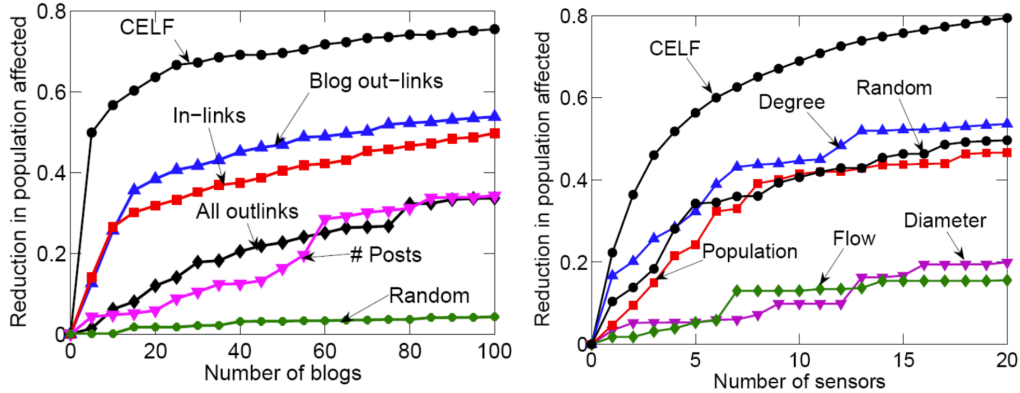 Reduction in population affected
0.8
0.6
0.4
0.2
0
CELF
Blog out−links
In−links
All outlinks
# Posts
Random
0
20
40
60
80
100
Number of blogs
Reduction in population affected
0.8
0.6
0.4
0.2
0
CELF
Degree
Random
Population
Flow
Diameter
0
5
10
15
20
Number of sensors